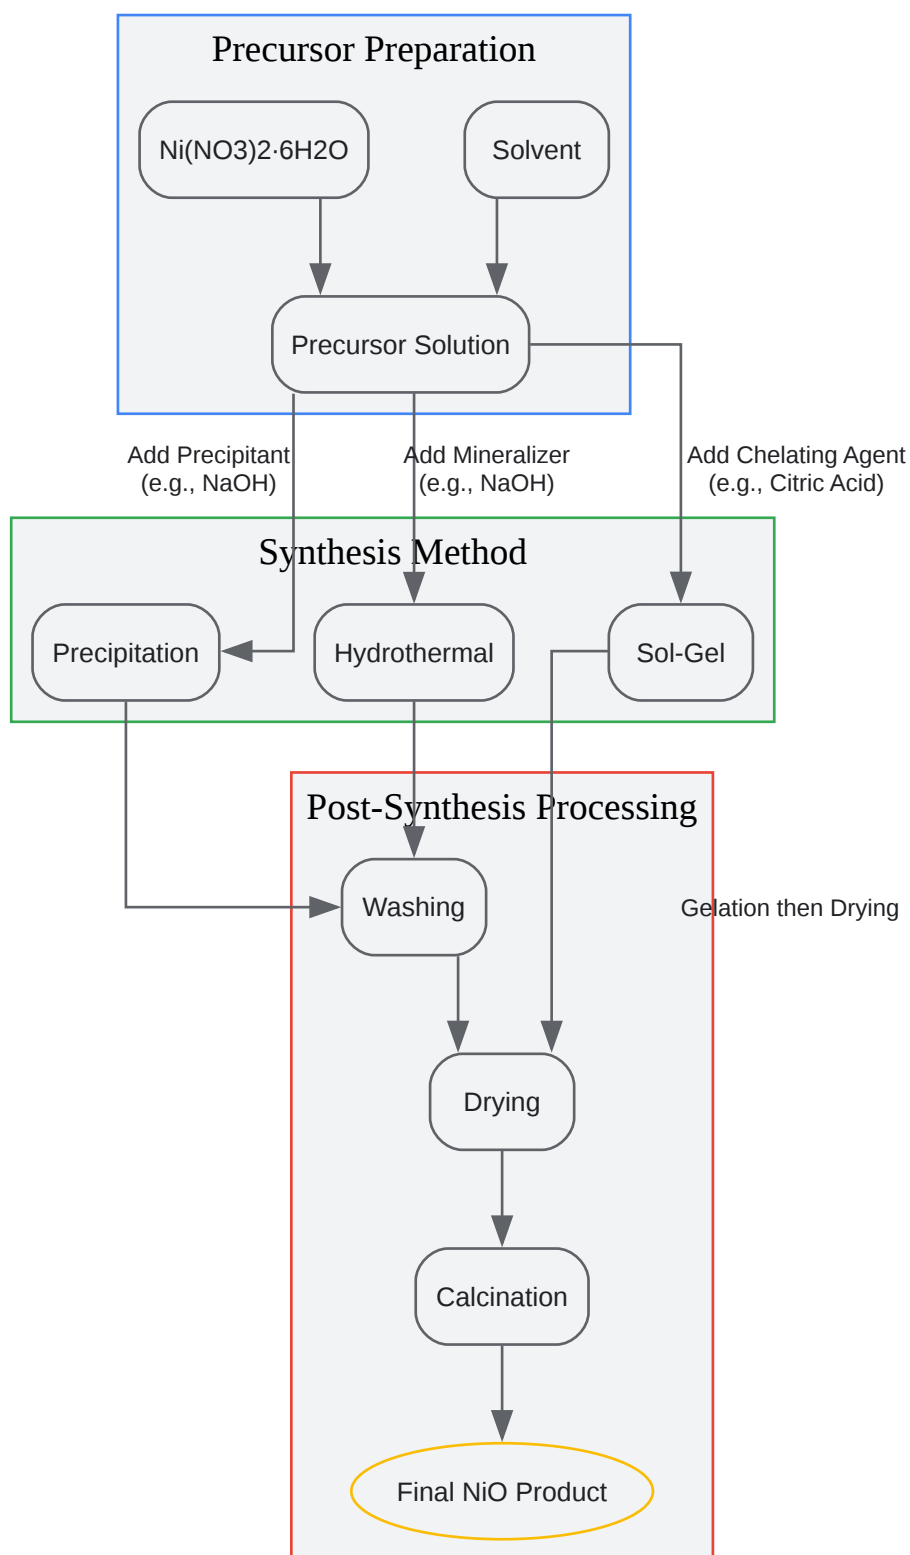 Precursor Preparation
Ni(NO3)2·6H2O
Solvent
Precursor Solution
Add Precipitant
(e.g., NaOH)
Add Mineralizer
(e.g., NaOH)
Add Chelating Agent
(e.g., Citric Acid)
Synthesis Method
Precipitation
Hydrothermal
Sol-Gel
Post-Synthesis Processing
Washing
Gelation then Drying
Drying
Calcination
Final NiO Product